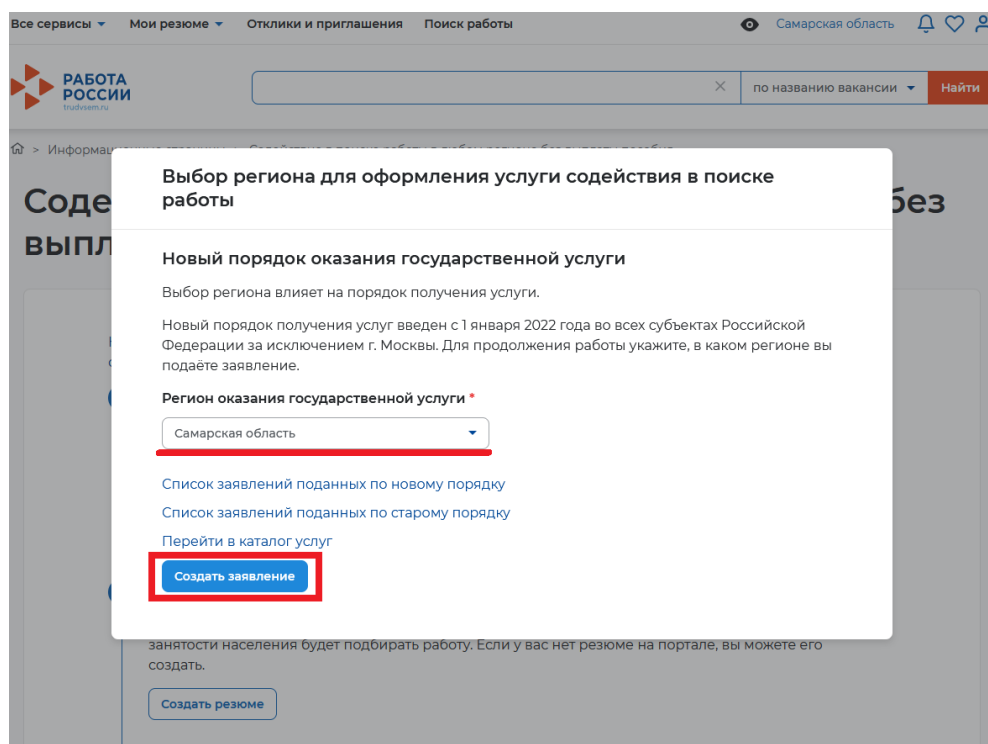 Все сервисы Мои резюме Отклики и приглашения Поиск работы Самарская область
РАБОТА
РОССИИ
trudvsem.ru
по названию вакансии Найти
> Информац
Соде без
выпл
Выбор региона для оформления услуги содействия в поиске
работы
Новый порядок оказания государственной услуги
Выбор региона влияет на порядок получения услуги.
Новый порядок получения услуг введен с 1 января 2022 года во всех субъектах Российской
Федерации за исключением г. Москвы. Для продолжения работы укажите, в каком регионе вы
подаёте заявление.
Регион оказания государственной услуги *
Самарская область
Список заявлений поданных по новому порядку
Список заявлений поданных по старому порядку
Перейти в каталог услуг
Создать заявление
занятости населения будет подбирать работу. Если у вас нет резюме на портале, вы можете его
создать.
Создать резюме